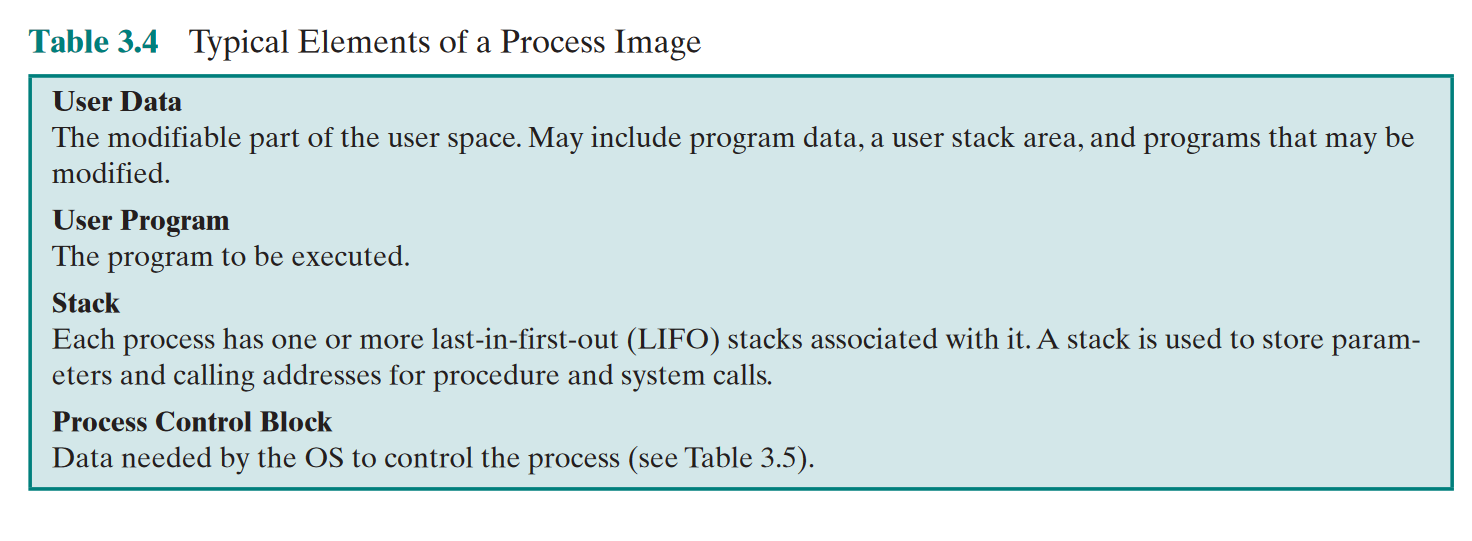 Table 3.4 Typical Elements of a Process Image
User Data
The modifiable part of the user space. May include program data, a user stack area, and programs that may be
modified.
User Program
The program to be executed.
Stack
Each process has one or more last-in-first-out (LIFO) stacks associated with it. A stack is used to store param-
eters and calling addresses for procedure and system calls.
Process Control Block
Data needed by the OS to control the process (see Table 3.5).